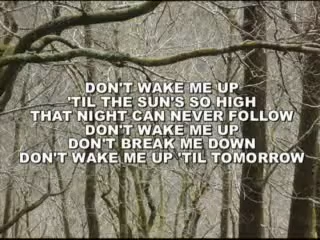 DON'T WAKE ME UP
'TIL THE SUN'S SO HIGH
THAT NIGHT CAN NEVER FOLLOW
DON'T WAKE ME UP
DON'T BREAK ME DOWN
DON'T WAKE ME UP 'TIL TOMORROW